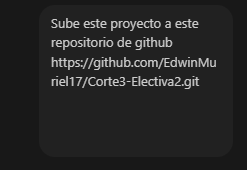 Sube este proyecto a este
repositorio de github
https://github.com/EdwinMu
riel17/Corte3-Electiva2.git